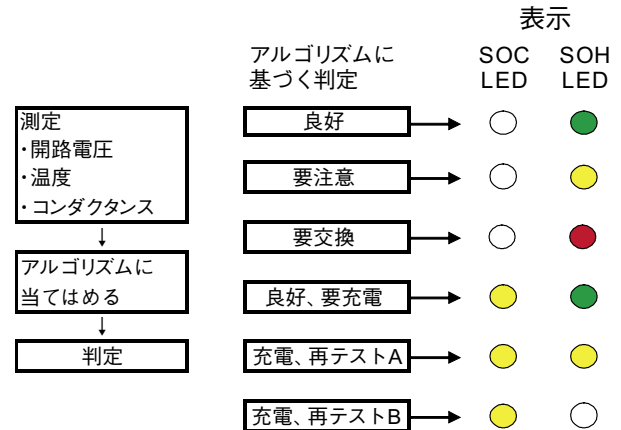 表示
アルゴリズムに
基づく判定
SOC
LED
SOH
LED
測定
・開路電圧
・温度
・コンダクタンス
↓
アルゴリズムに
当てはめる
↓
判定
良好
要注意
要交換
良好、要充電
充電、再テストA
充電、再テストB